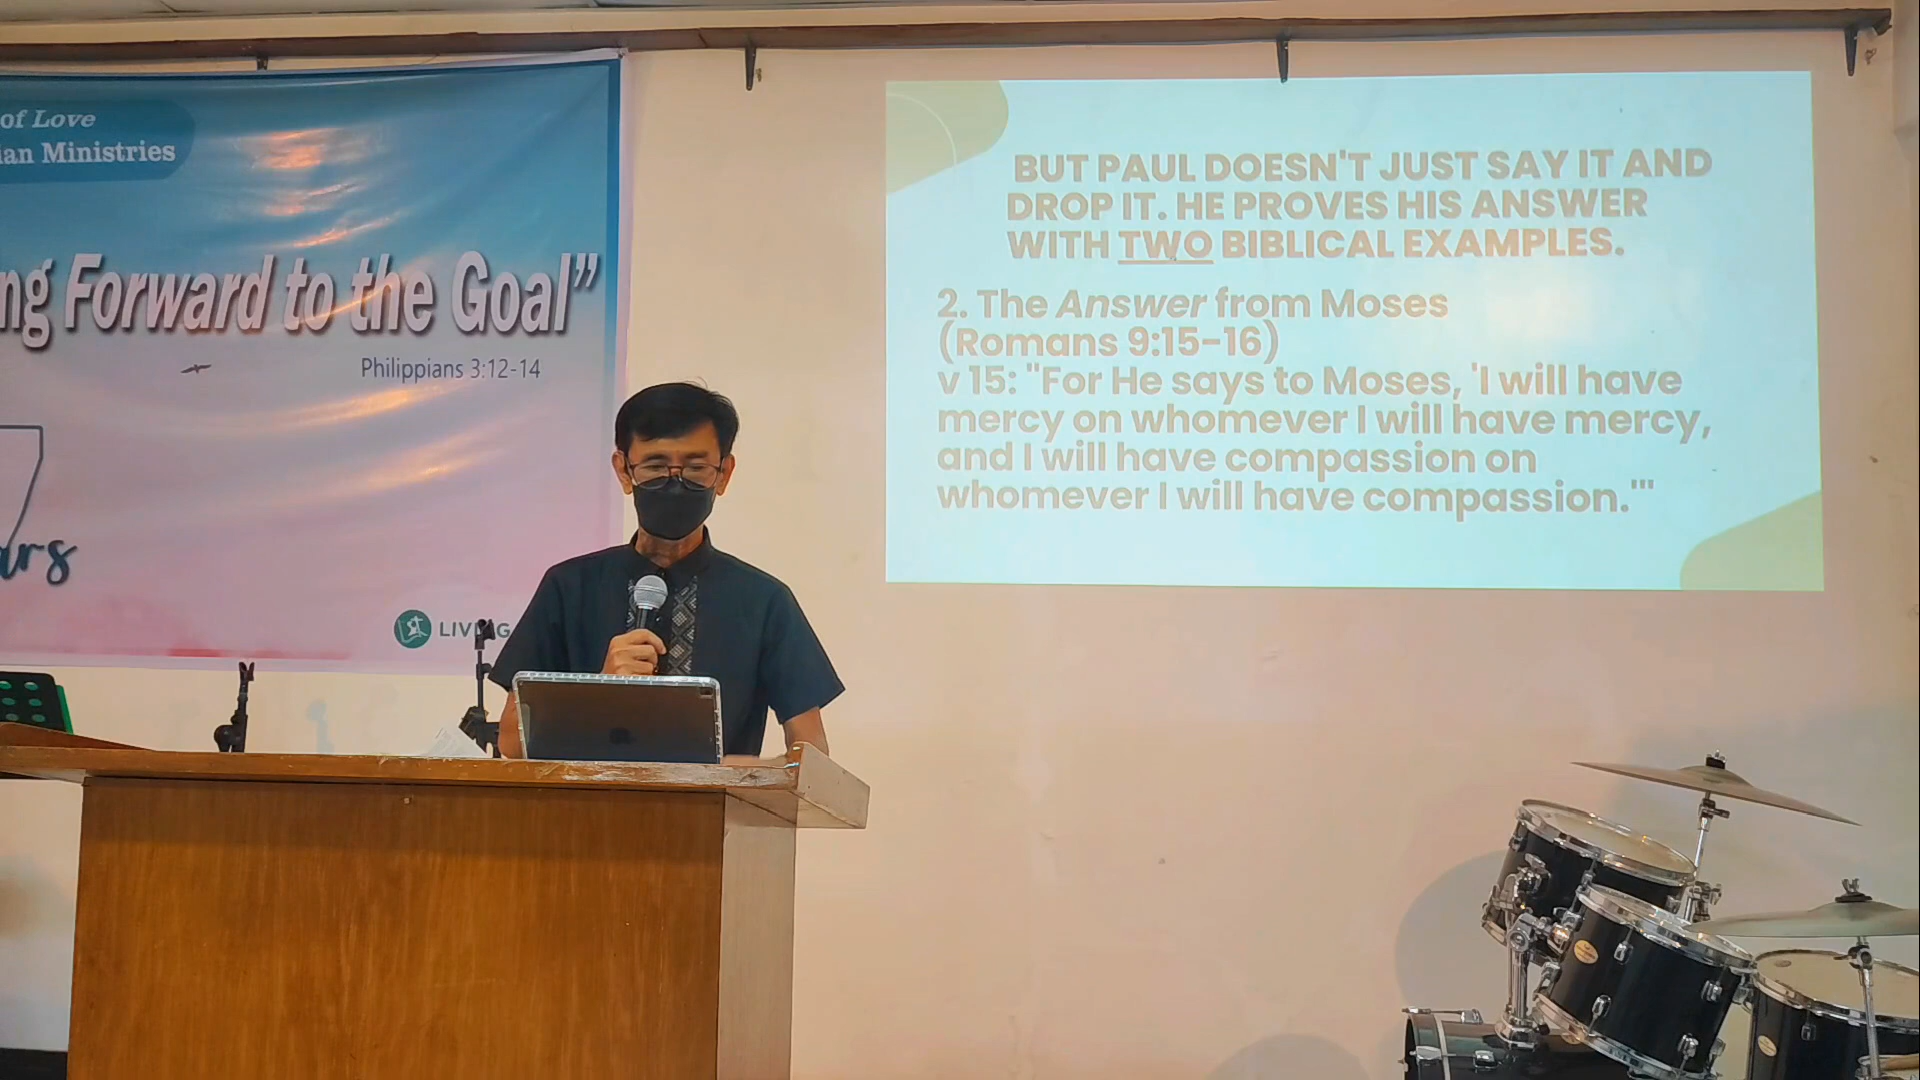 of Love
ian Ministries
ng Forward to the Goal”
Philippians 3:12-14
7
ars
LIVING
BUT PAUL DOESN'T JUST SAY IT AND
DROP IT. HE PROVES HIS ANSWER
WITH TWO BIBLICAL EXAMPLES.
2. The Answer from Moses
(Romans 9:15-16)
v 15: "For He says to Moses, 'I will have
mercy on whomever I will have mercy,
and I will have compassion on
whomever I will have compassion.'"